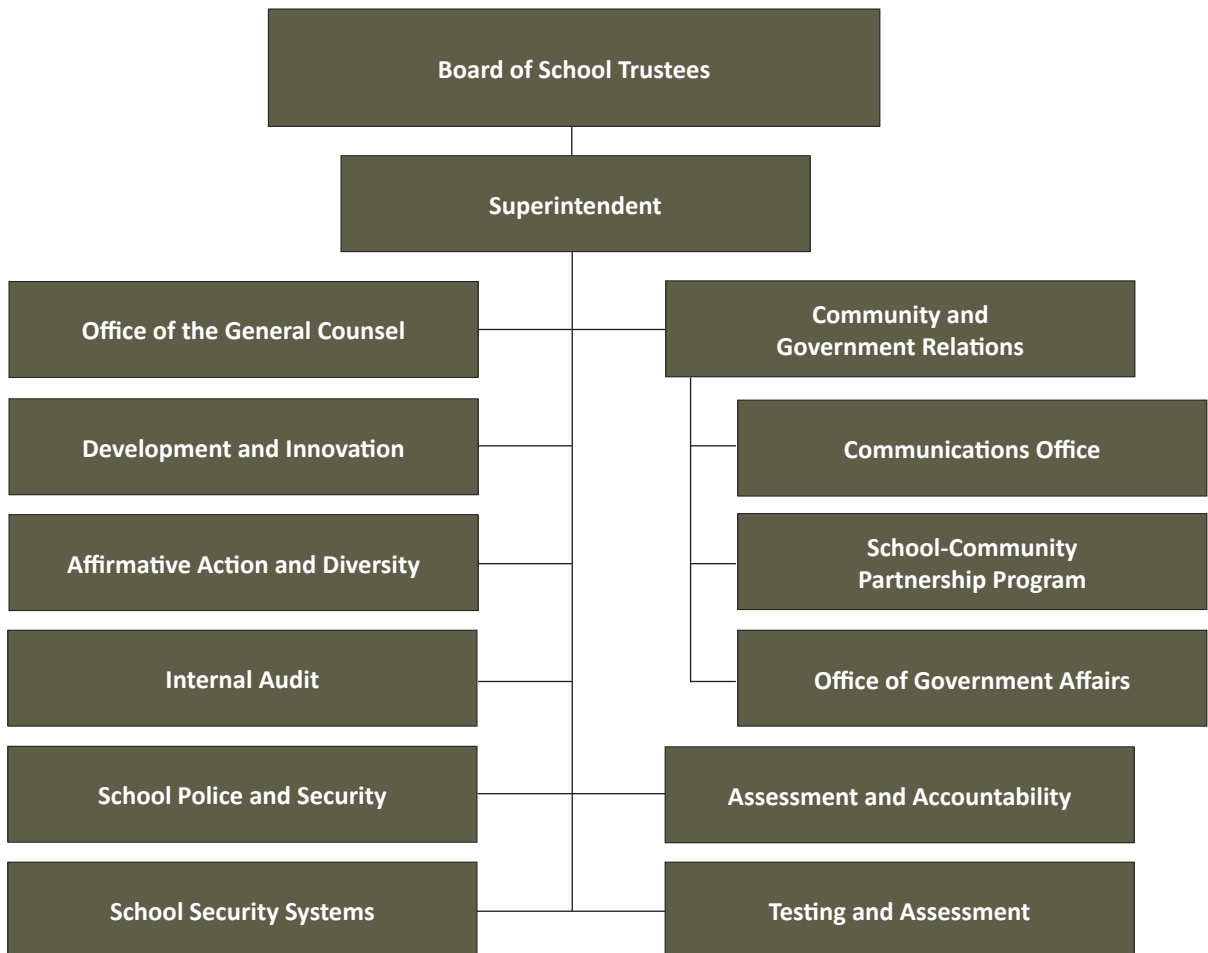 Board of School Trustees
Superintendent
Office of the General Counsel
Community and
Government Relations
Development and Innovation
Communications Office
Affirmative Action and Diversity
School-Community
Partnership Program
Internal Audit
Office of Government Affairs
School Police and Security
Assessment and Accountability
School Security Systems
Testing and Assessment